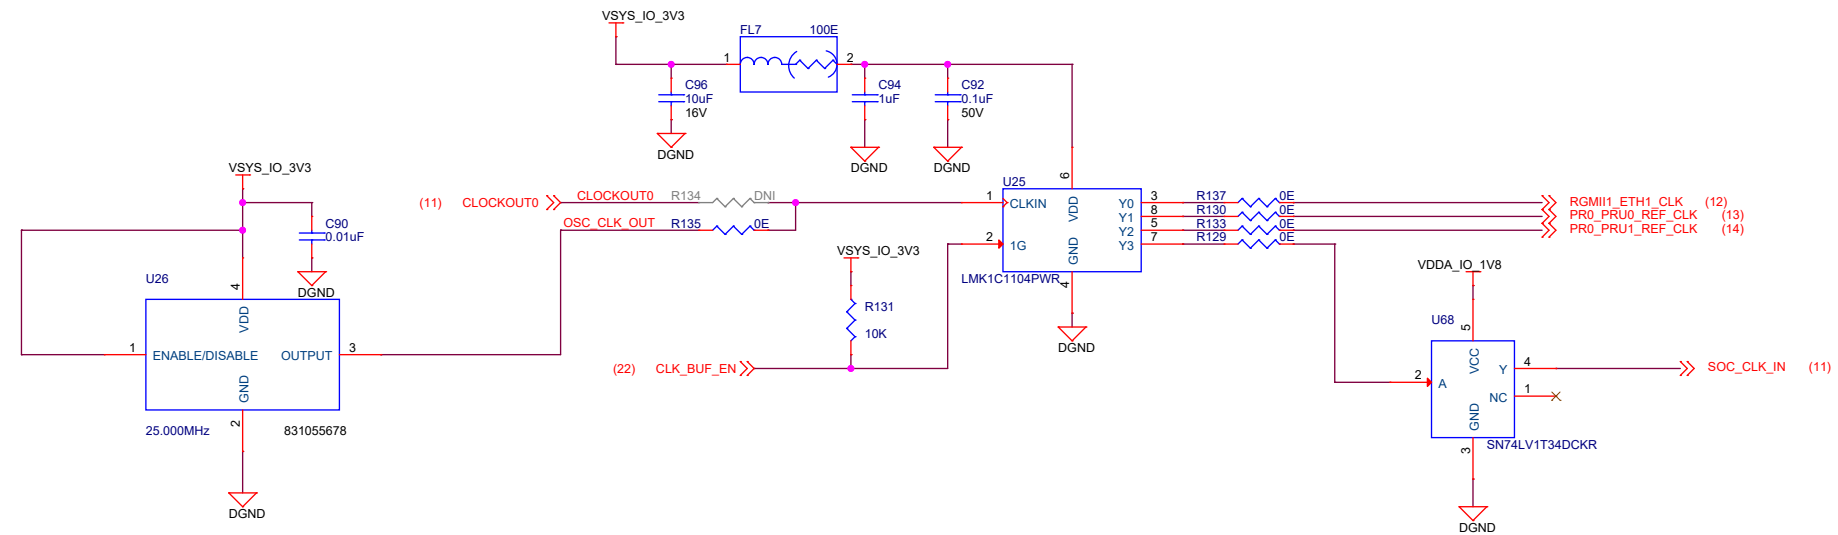 VSYS_IO_3V3
FL7 100E
1 2
C96
10uF
16V
C94
1uF
C92
0.1uF
50V
DGND
DGND
DGND
VSYS_IO_3V3
C90
0.01uF
DGND
U26
4
VDD
1 ENABLE/DISABLE OUTPUT 3
GND
2
25.000MHz 831055678
DGND
(11) CLOCKOUT0 CLOCKOUT0 R134 DNI
OSC_CLK_OUT R135 0E
VSYS_IO_3V3
R131
10K
(22) CLK_BUF_EN
U25
6
VDD
1 CLKIN
2 1G
GND
4
LMK1C1104PWR
DGND
Y0 3 R137 0E RGMII1_ETH1_CLK (12)
Y1 8 R130 0E PR0_PRU0_REF_CLK (13)
Y2 5 R133 0E PR0_PRU1_REF_CLK (14)
Y3 7 R129 0E
VDDA_IO_1V8
U68
5
VCC
2 A
Y 4 SOC_CLK_IN (11)
NC 1
GND
3
SN74LV1T34DCKR
DGND